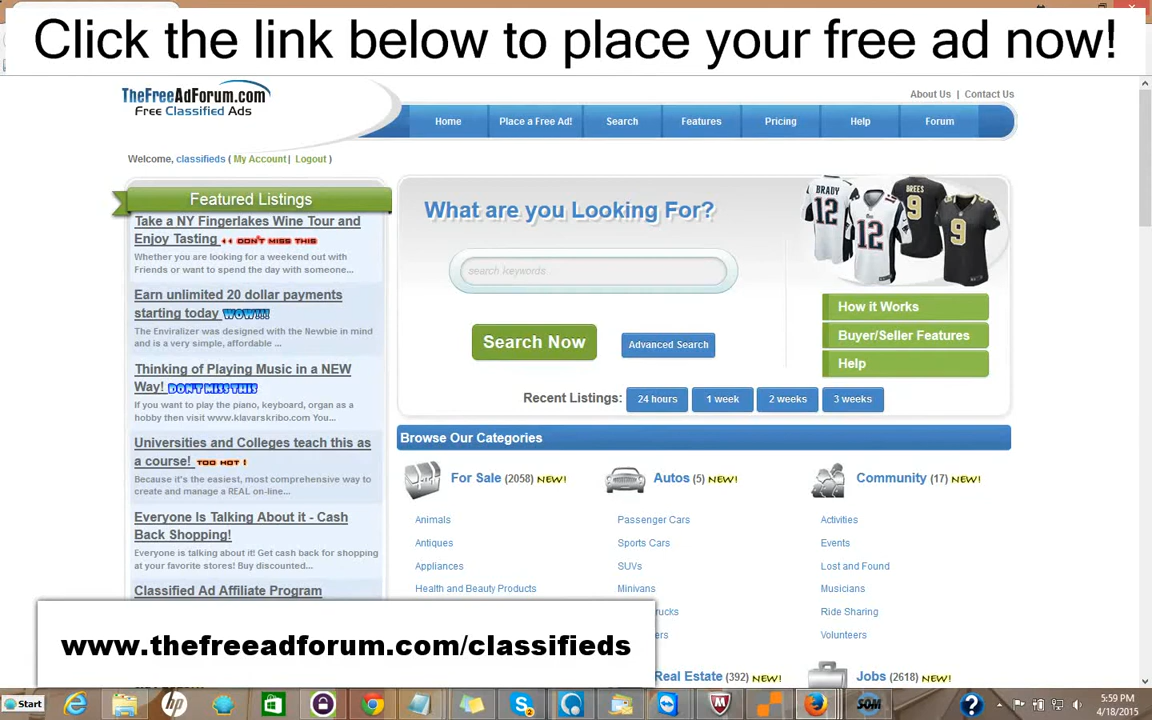 Click the link below to place your free ad now!
TheFreeAdForum.com
Free Classified Ads
About Us | Contact Us
Home
Place a Free Ad!
Search
Features
Pricing
Help
Forum
Welcome, classifieds ( My Account | Logout )
Featured Listings
Take a NY Fingerlakes Wine Tour and
Enjoy Tasting DON'T MISS THIS
Whether you are looking for a weekend out with
Friends or want to spend the day with someone...
Earn unlimited 20 dollar payments
starting today WOW!!!
The Enviralizer was designed with the Newbie in mind
and is a very simple, affordable ...
Thinking of Playing Music in a NEW
Way! DON'T MISS THIS
If you want to play the piano, keyboard, organ as a
hobby then visit www.klavarskribo.com You...
Universities and Colleges teach this as
a course! TOO HOT !
Because it's the easiest, most comprehensive way to
create and manage a REAL on-line...
Everyone Is Talking About it - Cash
Back Shopping!
Everyone is talking about it! Get cash back for shopping
at your favorite stores! Buy discounted...
Classified Ad Affiliate Program
What are you Looking For?
search keywords
Search Now
Advanced Search
Recent Listings:
24 hours
1 week
2 weeks
3 weeks
BRADY
12
12
BREES
9
9
How it Works
Buyer/Seller Features
Help
Browse Our Categories
For Sale (2058) NEW!
Animals
Antiques
Appliances
Health and Beauty Products
Autos (5) NEW!
Passenger Cars
Sports Cars
SUVs
Minivans
rucks
ers
Community (17) NEW!
Activities
Events
Lost and Found
Musicians
Ride Sharing
Volunteers
Real Estate (392) NEW!
Jobs (2618) NEW!
www.thefreeadforum.com/classifieds
Start
hp
SOM
5:59 PM
4/18/2015